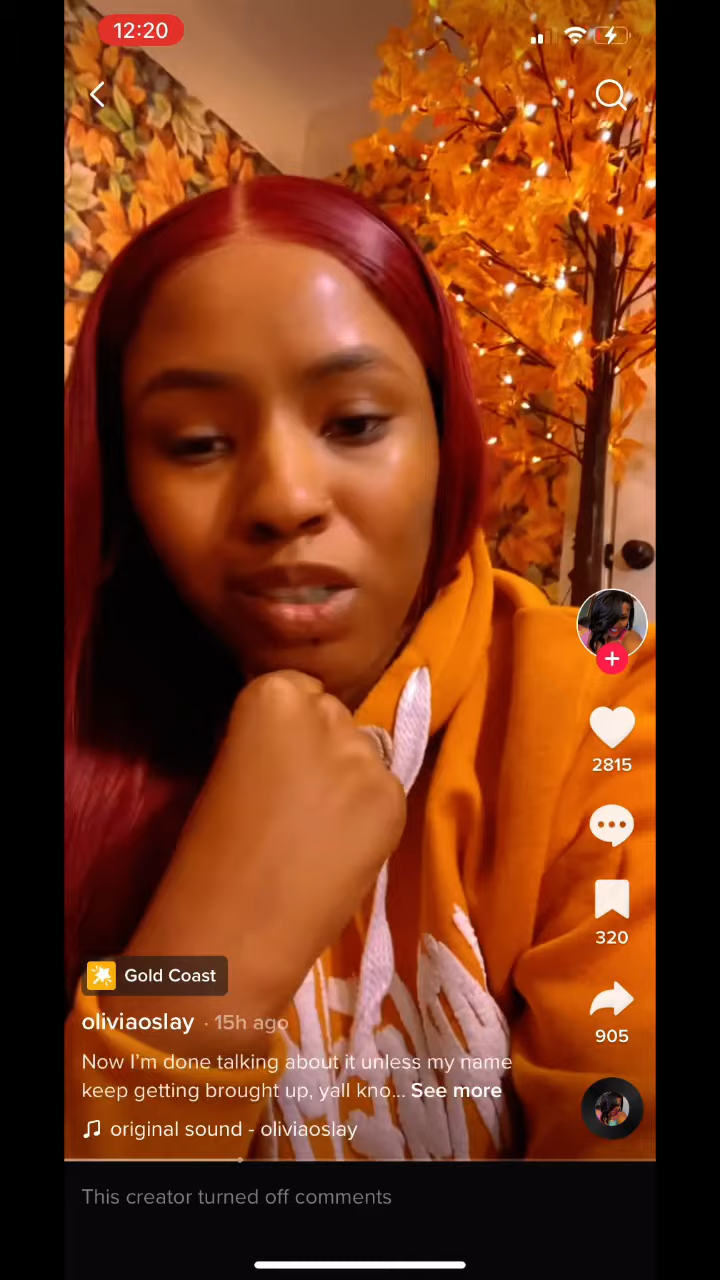 12:20
2815
320
905
Gold Coast
oliviaoslay · 15h ago
Now I’m done talking about it unless my name
keep getting brought up, yall kno... See more
original sound - oliviaoslay
This creator turned off comments